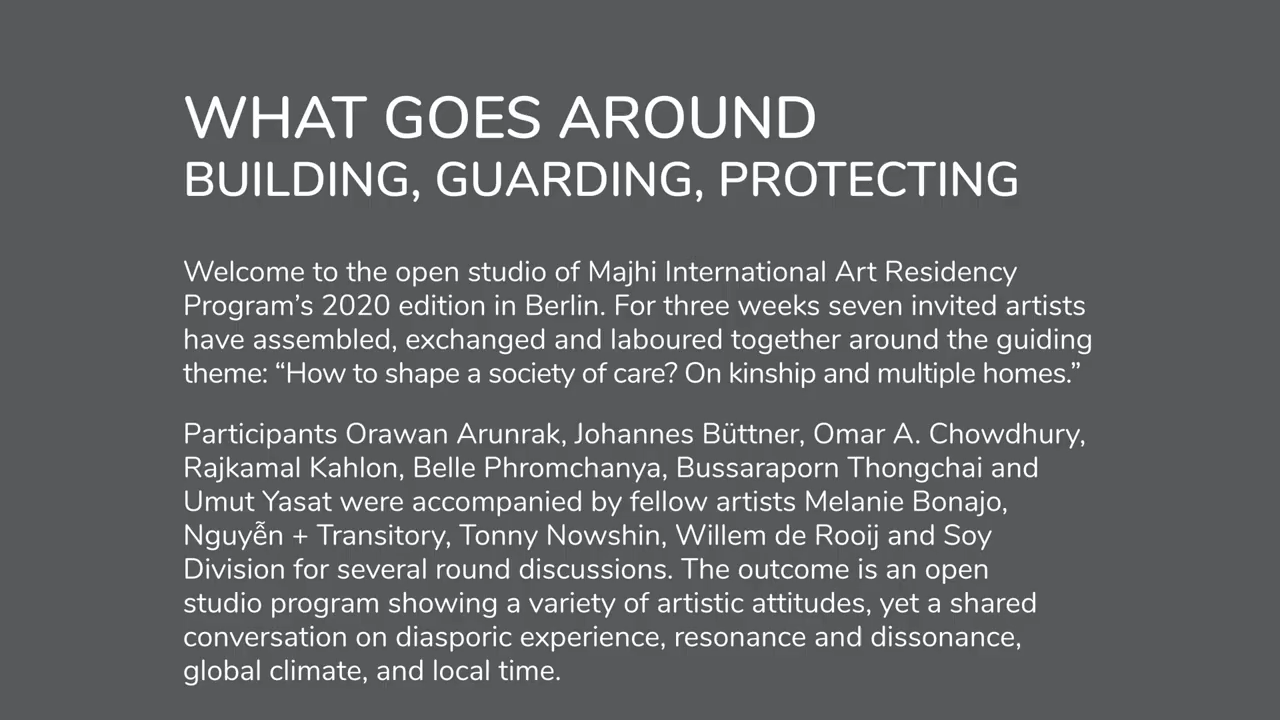 WHAT GOES AROUND
BUILDING, GUARDING, PROTECTING
Welcome to the open studio of Majhi International Art Residency
Program’s 2020 edition in Berlin. For three weeks seven invited artists
have assembled, exchanged and laboured together around the guiding
theme: “How to shape a society of care? On kinship and multiple homes.”
Participants Orawan Arunrak, Johannes Büttner, Omar A. Chowdhury,
Rajkamal Kahlon, Belle Phromchanya, Bussaraporn Thongchai and
Umut Yasat were accompanied by fellow artists Melanie Bonajo,
Nguyễn + Transitory, Tonny Nowshin, Willem de Rooij and Soy
Division for several round discussions. The outcome is an open
studio program showing a variety of artistic attitudes, yet a shared
conversation on diasporic experience, resonance and dissonance,
global climate, and local time.